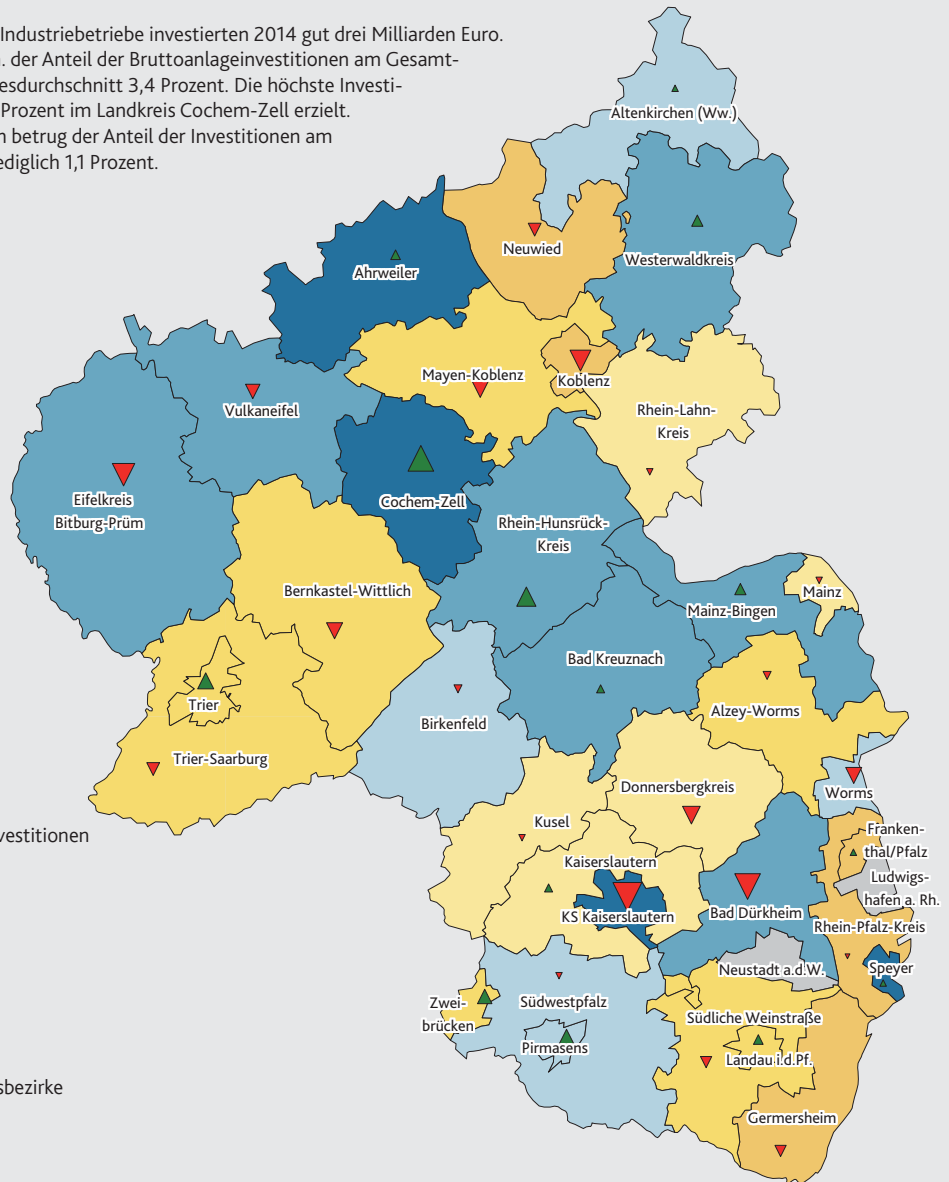 Industriebetriebe investierten 2014 gut drei Milliarden Euro.
. der Anteil der Bruttoanlageinvestitionen am Gesamt-
esdurchschnitt 3,4 Prozent. Die höchste Investi-
Prozent im Landkreis Cochem-Zell erzielt.
betrug der Anteil der Investitionen am
ediglich 1,1 Prozent.
Altenkirchen (Ww.)
Neuwied
Westerwaldkreis
Ahrweiler
Mayen-Koblenz
Koblenz
Vulkaneifel
Rhein-Lahn-
Kreis
Eifelkreis
Bitburg-Prüm
Cochem-Zell
Rhein-Hunsrück-
Kreis
Bernkastel-Wittlich
Mainz-Bingen
Mainz
Bad Kreuznach
Trier
Birkenfeld
Alzey-Worms
Trier-Saarburg
Donnersbergkreis
Worms
Kusel
vestitionen
Franken-
thal/Pfalz
Kaiserslautern
Ludwigs-
hafen a. Rh.
KS Kaiserslautern
Bad Dürkheim
Rhein-Pfalz-Kreis
Neustadt a.d.W.
Speyer
Zwei-
brücken
Südwestpfalz
Südliche Weinstraße
Pirmasens
Landau i.d.Pf.
sbezirke
Germersheim